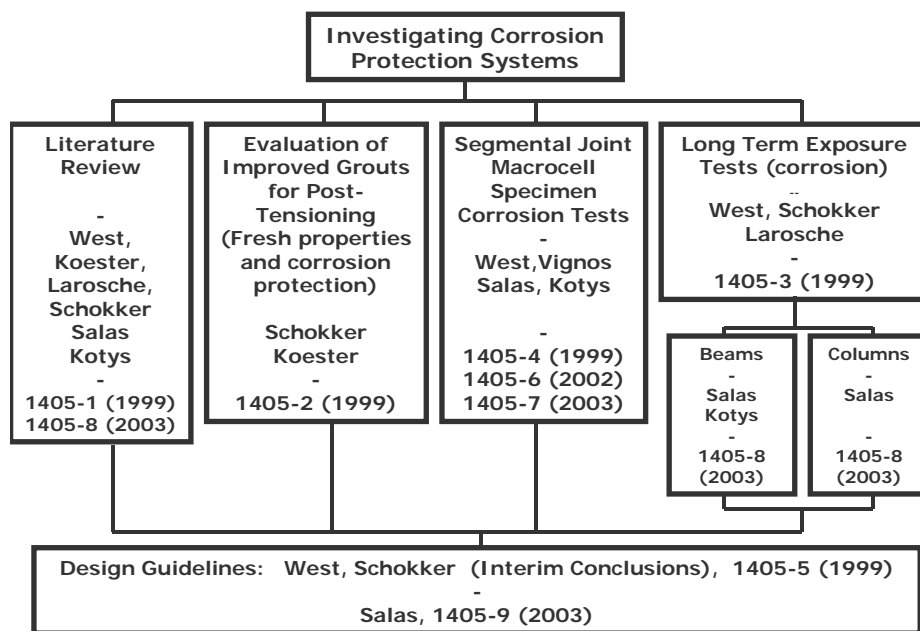 Investigating Corrosion
Protection Systems
Literature
Review
-
West,
Koester,
Larosche,
Schokker
Salas
Kotys
-
1405-1 (1999)
1405-8 (2003)
Evaluation of
Improved Grouts
for Post-
Tensioning
(Fresh properties
and corrosion
protection)
Schokker
Koester
-
1405-2 (1999)
Segmental Joint
Macrocell
Specimen
Corrosion Tests
-
West,Vignos
Salas, Kotys
-
1405-4 (1999)
1405-6 (2002)
1405-7 (2003)
Long Term Exposure
Tests (corrosion)
--
West, Schokker
Larosche
-
1405-3 (1999)
Beams
-
Salas
Kotys
-
1405-8
(2003)
Columns
-
Salas
-
1405-8
(2003)
Design Guidelines: West, Schokker (Interim Conclusions), 1405-5 (1999)
-
Salas, 1405-9 (2003)